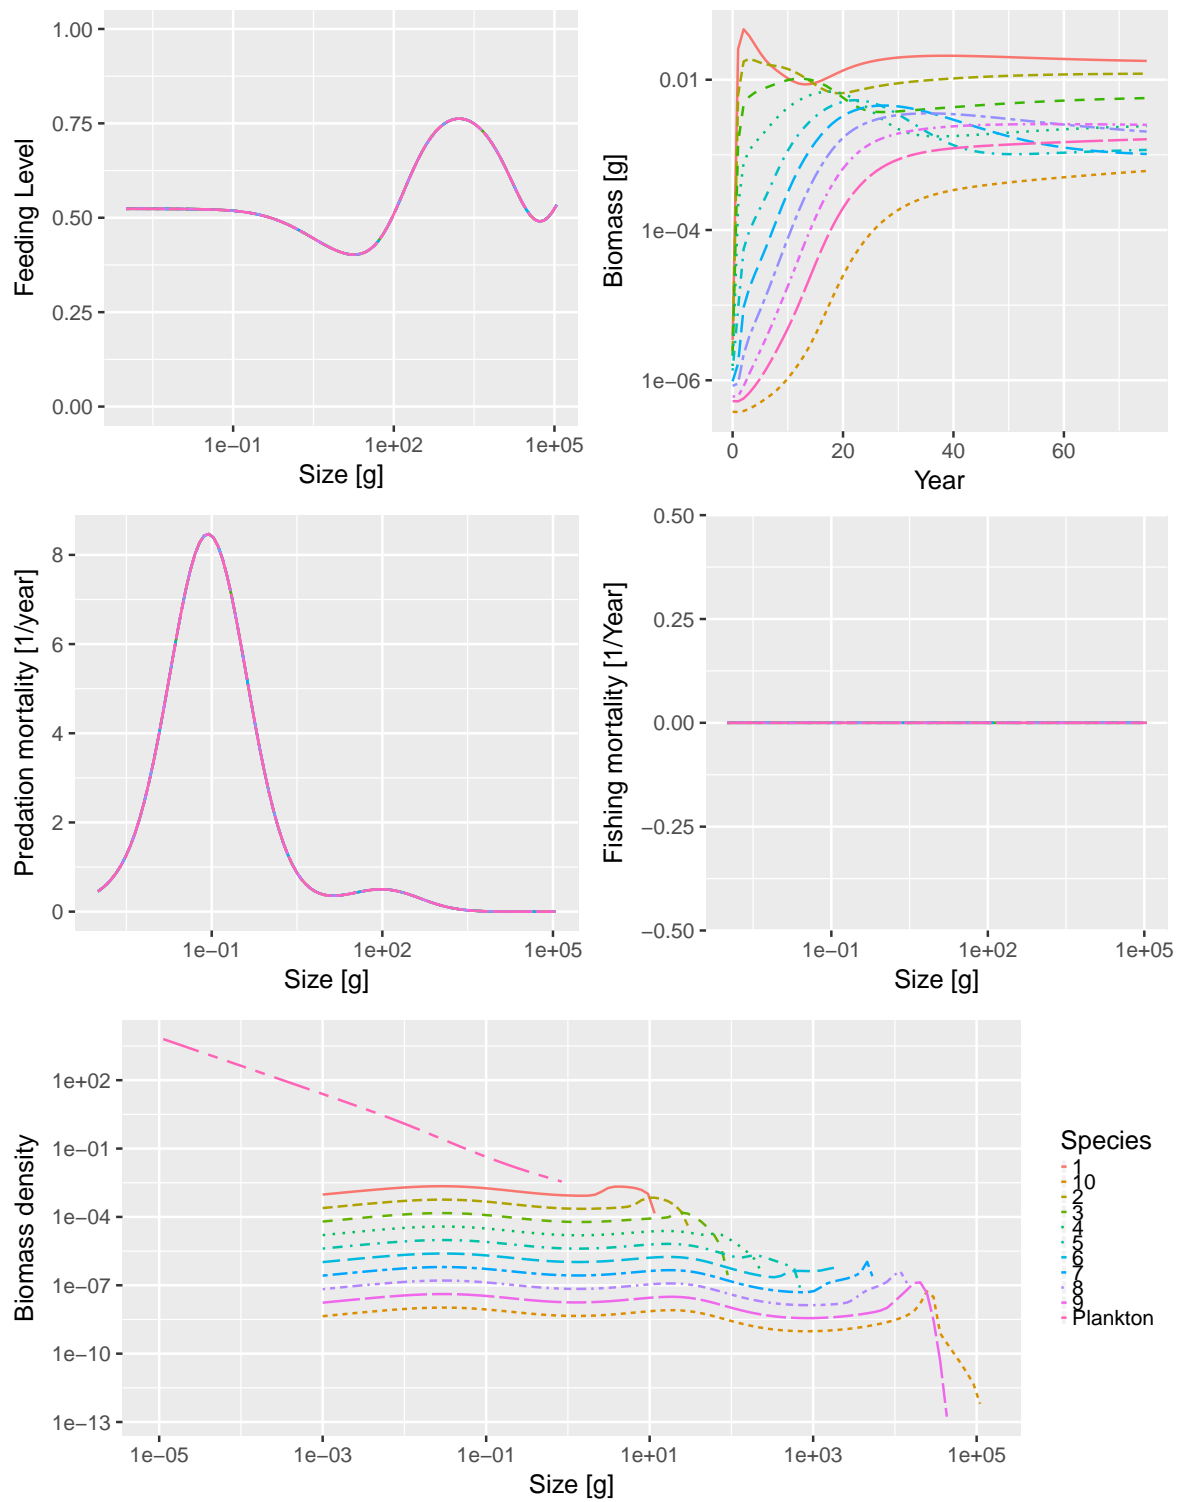 1.00
0.75
0.50
0.25
0.00
Feeding Level
1e−01
1e+02
1e+05
Size [g]
0.01
1e−04
1e−06
Biomass [g]
0
20
40
60
Year
8
6
4
2
0
Predation mortality [1/year]
1e−01
1e+02
1e+05
Size [g]
0.50
0.25
0.00
−0.25
−0.50
Fishing mortality [1/Year]
1e−01
1e+02
1e+05
Size [g]
1e+02
1e−01
1e−04
1e−07
1e−10
1e−13
Biomass density
1e−05
1e−03
1e−01
1e+01
1e+03
1e+05
Size [g]
Species
1
10
2
3
4
5
6
7
8
9
Plankton